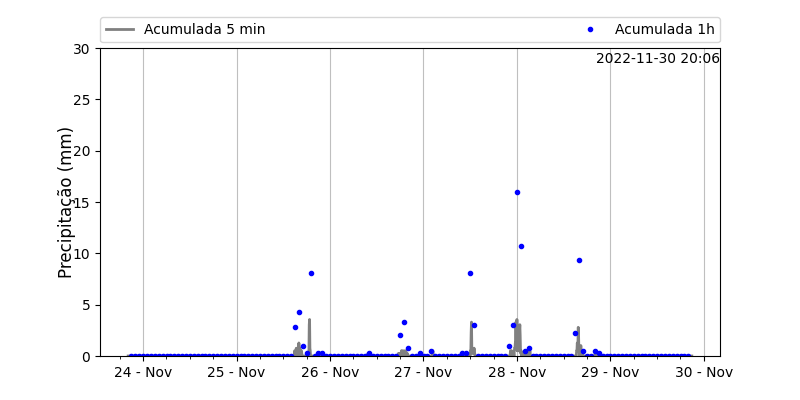 Acumulada 5 min
Acumulada 1h
2022-11-30 20:06
Precipitação (mm)
30
25
20
15
10
5
0
24 - Nov
25 - Nov
26 - Nov
27 - Nov
28 - Nov
29 - Nov
30 - Nov